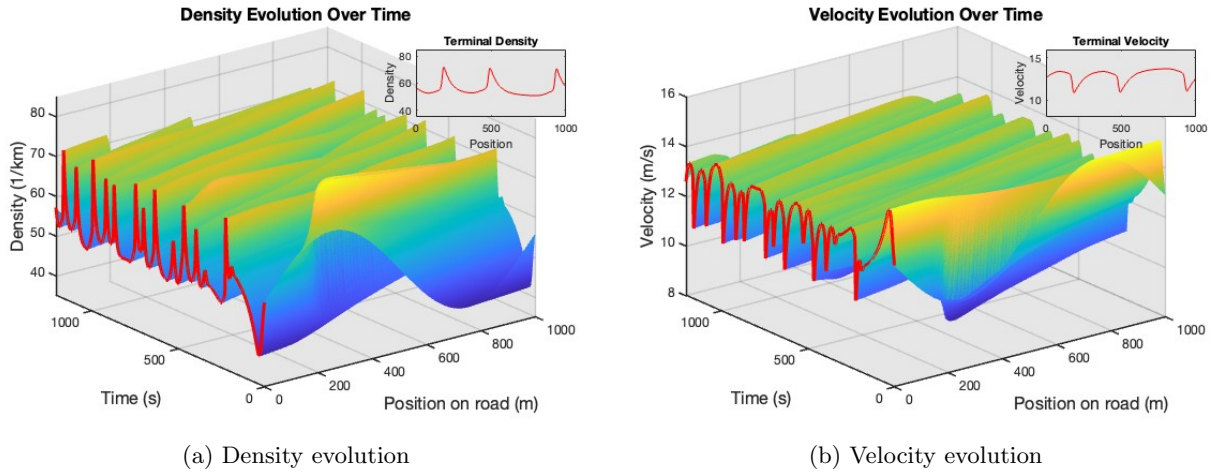 Density Evolution Over Time
Terminal Density
80
60
40
Density
0
500
1000
Position
80
70
60
50
40
Density (1/km)
1000
500
0
Time (s)
0
200
400
600
800
1000
Position on road (m)
(a) Density evolution
Velocity Evolution Over Time
Terminal Velocity
15
10
Velocity
0
500
1000
Position
16
14
12
10
8
Velocity (m/s)
1000
500
0
Time (s)
0
200
400
600
800
1000
Position on road (m)
(b) Velocity evolution